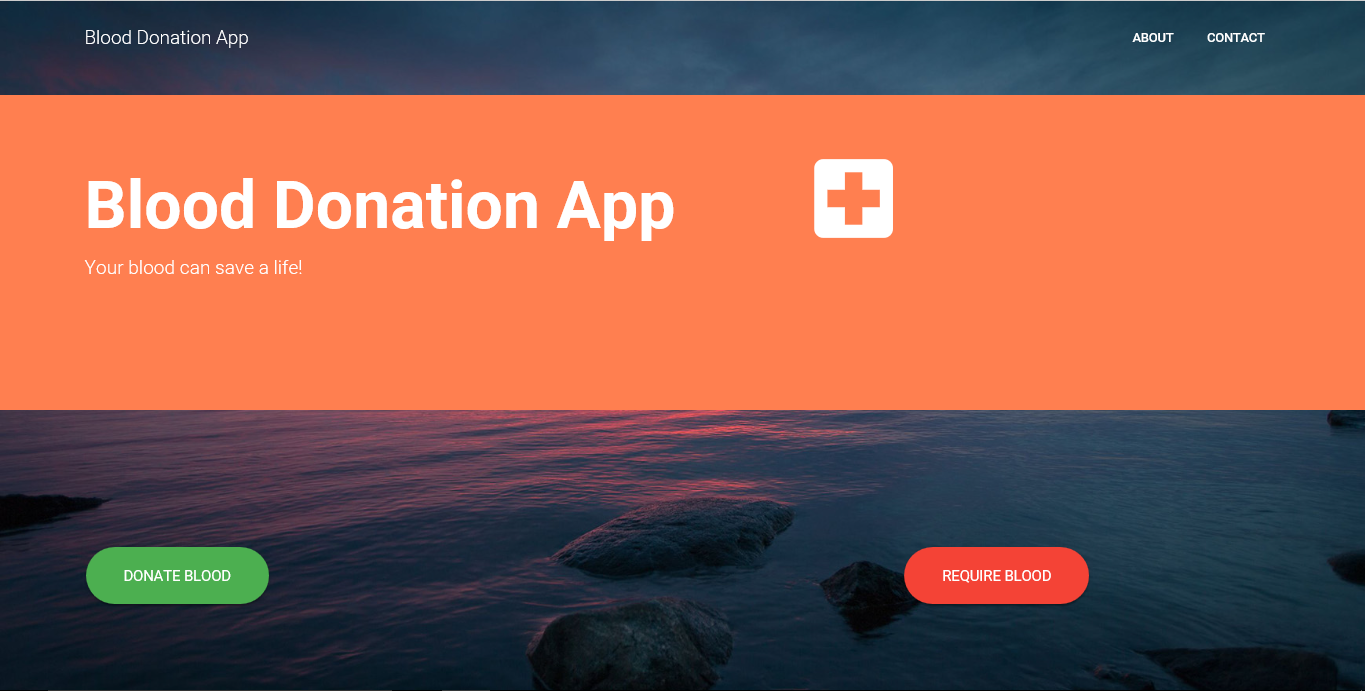 Blood Donation App
ABOUT
CONTACT
Blood Donation App
Your blood can save a life!
DONATE BLOOD
REQUIRE BLOOD